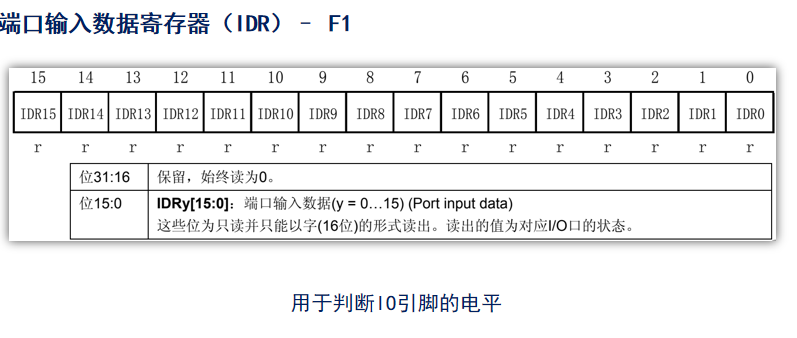 端口输入数据寄存器（IDR）- F1
15 14 13 12 11 10 9 8 7 6 5 4 3 2 1 0
IDR15 IDR14 IDR13 IDR12 IDR11 IDR10 IDR9 IDR8 IDR7 IDR6 IDR5 IDR4 IDR3 IDR2 IDR1 IDR0
r r r r r r r r r r r r r r r r
位31:16 保留，始终读为0。
位15:0 IDRy[15:0]：端口输入数据(y = 0…15) (Port input data)
这些位为只读并只能以字(16位)的形式读出。读出的值为对应I/O口的状态。
用于判断IO引脚的电平